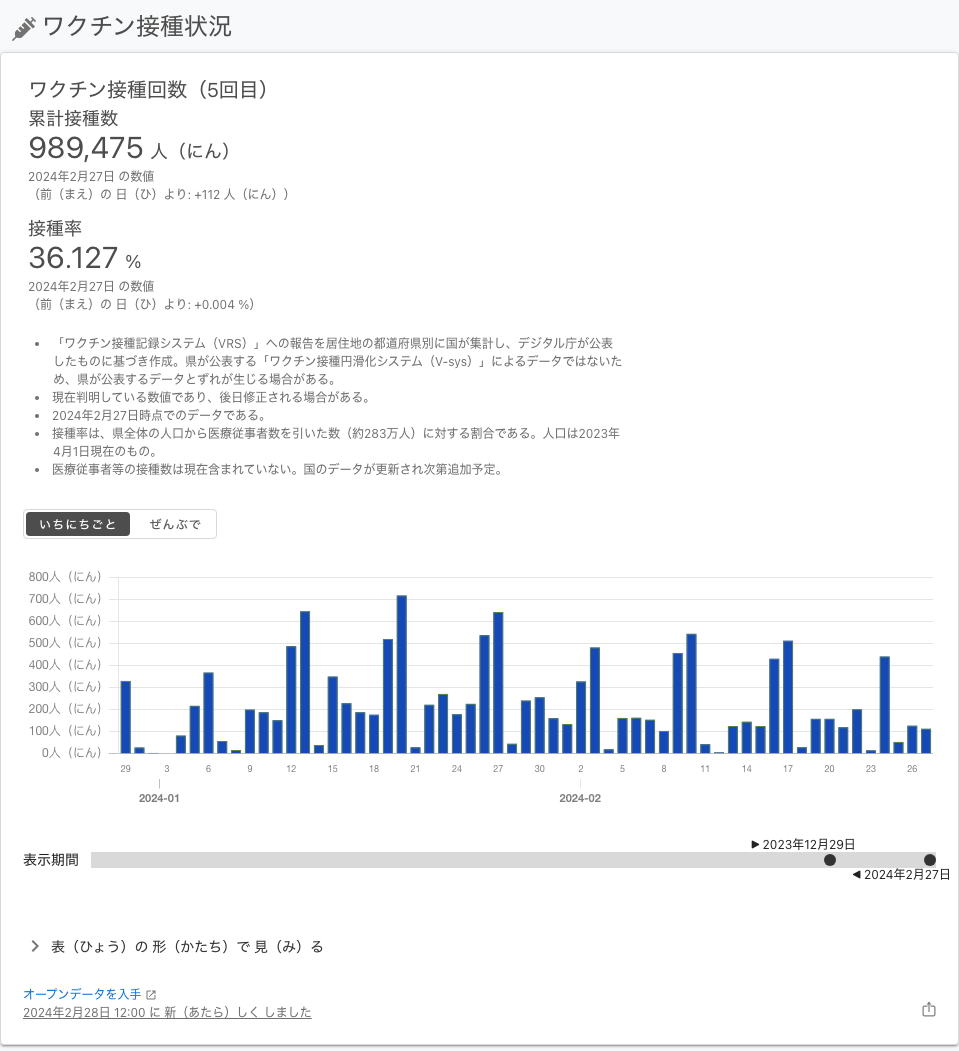 ワクチン接種状況
ワクチン接種回数（5回目）
累計接種数
989,475 人（にん）
2024年2月27日 の数値
（前（まえ）の 日（ひ）より: +112 人（にん））
接種率
36.127 %
2024年2月27日 の数値
（前（まえ）の 日（ひ）より: +0.004 %）
• 「ワクチン接種記録システム（VRS）」への報告を居住地の都道府県別に国が集計し、デジタル庁が公表
したものに基づき作成。県が公表する「ワクチン接種円滑化システム（V-sys）」によるデータではないた
め、県が公表するデータとずれが生じる場合がある。
• 現在判明している数値であり、後日修正される場合がある。
• 2024年2月27日時点でのデータである。
• 接種率は、県全体の人口から医療従事者数を引いた数（約283万人）に対する割合である。人口は2023年
4月1日現在のもの。
• 医療従事者等の接種数は現在含まれていない。国のデータが更新され次第追加予定。
いちにちごと ぜんぶで
800人（にん）
700人（にん）
600人（にん）
500人（にん）
400人（にん）
300人（にん）
200人（にん）
100人（にん）
0人（にん）
29 3 6 9 12 15 18 21 24 27 30 2 5 8 11 14 17 20 23 26
2024-01 2024-02
▶ 2023年12月29日
表示期間
◀ 2024年2月27日
表（ひょう）の 形（かたち）で 見（み）る
オープンデータを入手
2024年2月28日 12:00 に 新（あたら）しく しました